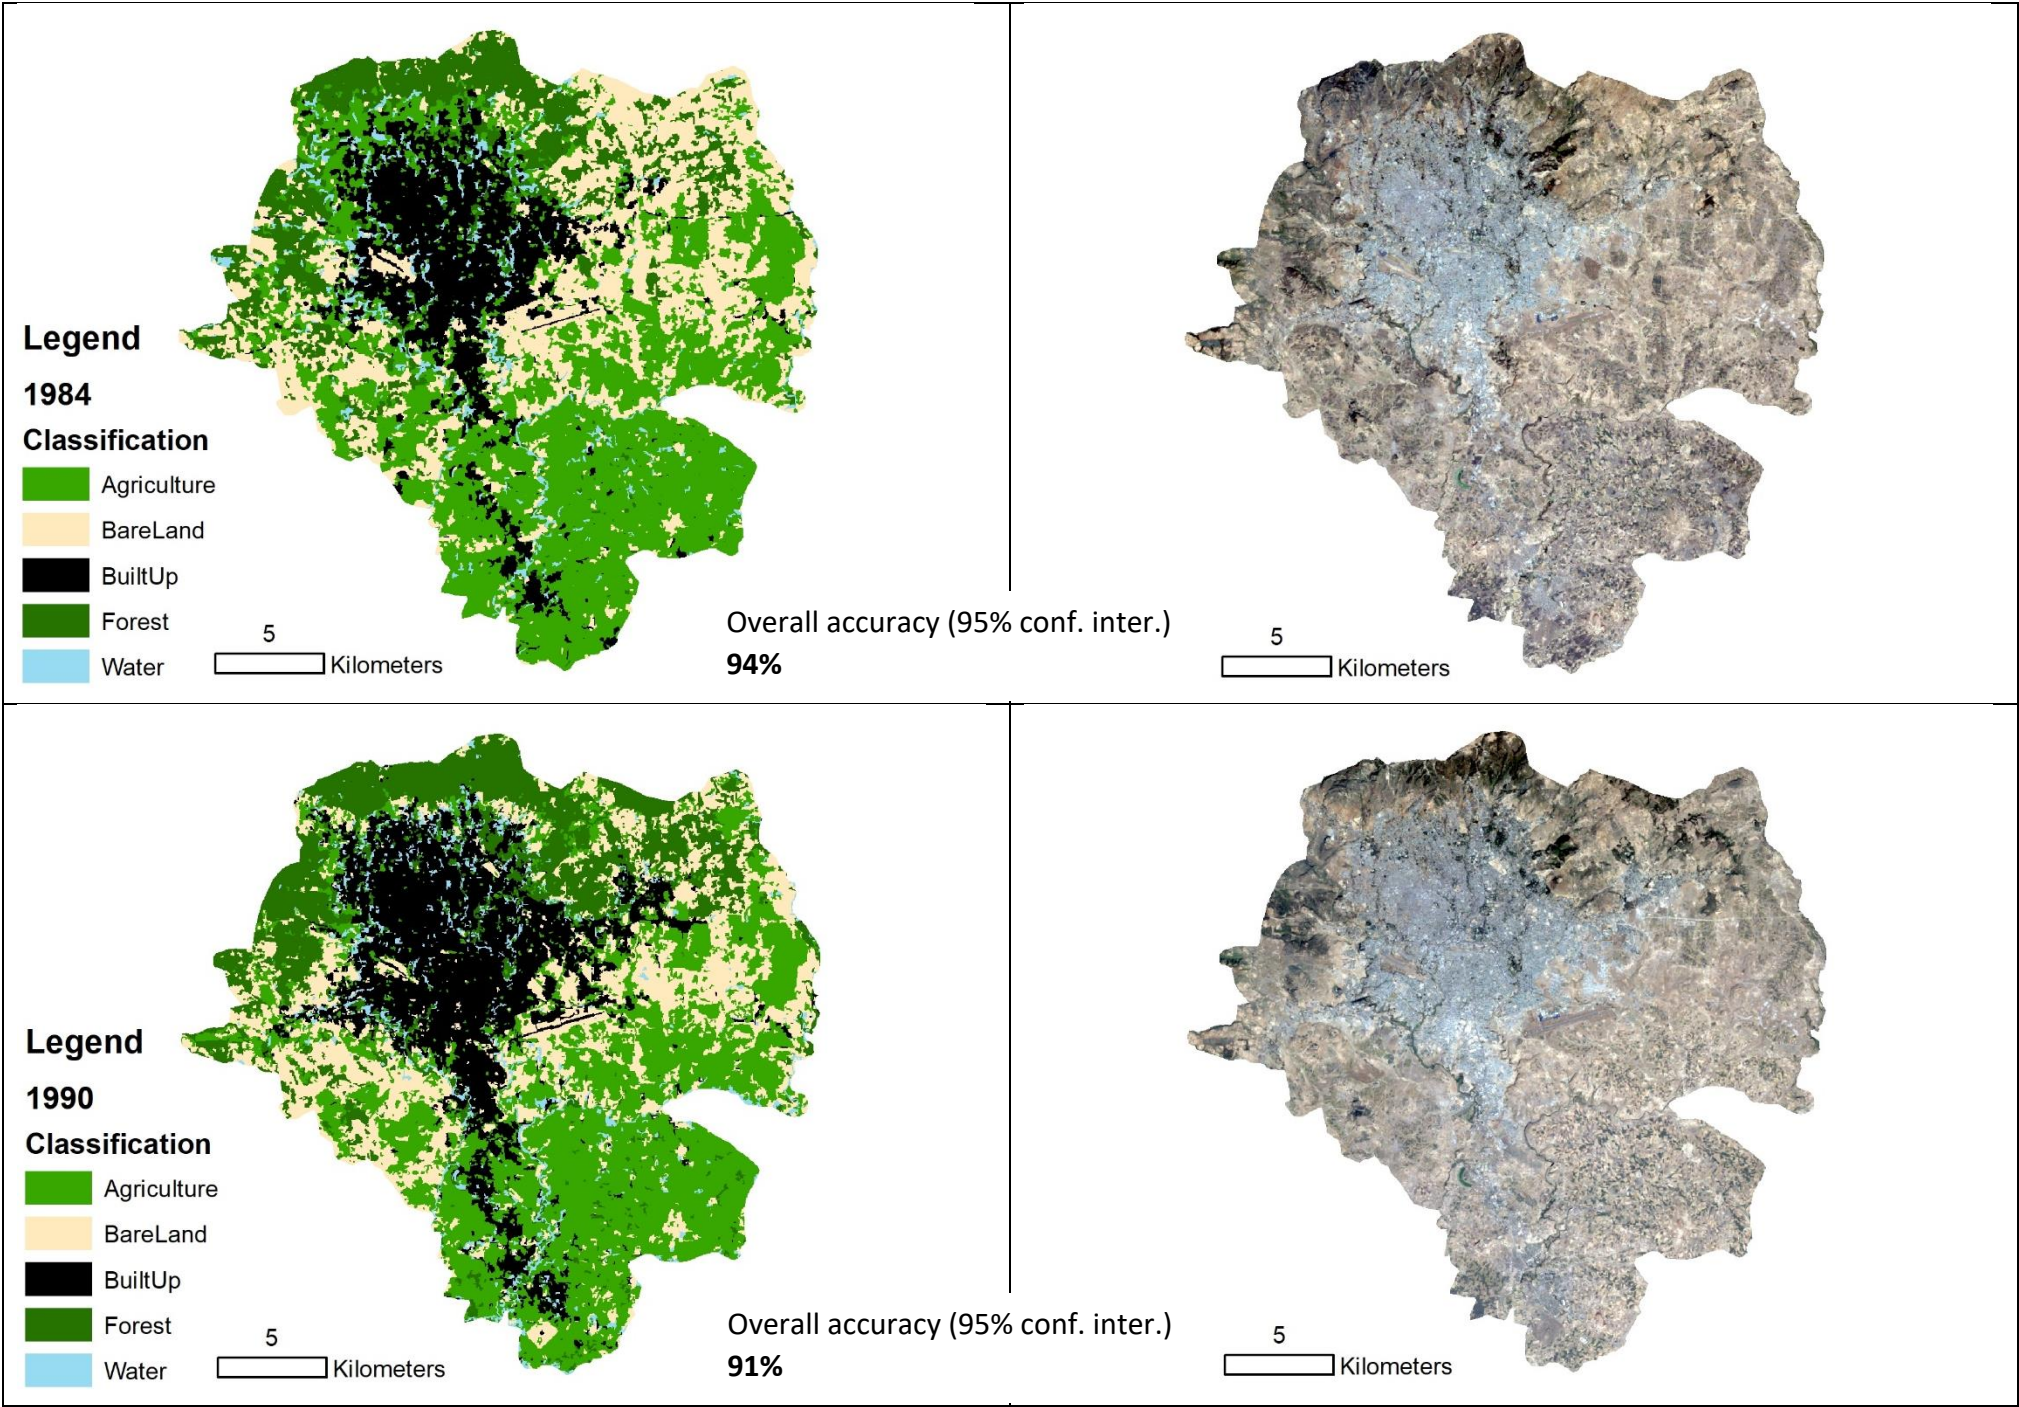 Legend
1984
Classification
Agriculture
BareLand
BuiltUp
Forest
Water
5
Kilometers
Overall accuracy (95% conf. inter.)
94%
5
Kilometers
Legend
1990
Classification
Agriculture
BareLand
BuiltUp
Forest
Water
5
Kilometers
Overall accuracy (95% conf. inter.)
91%
5
Kilometers